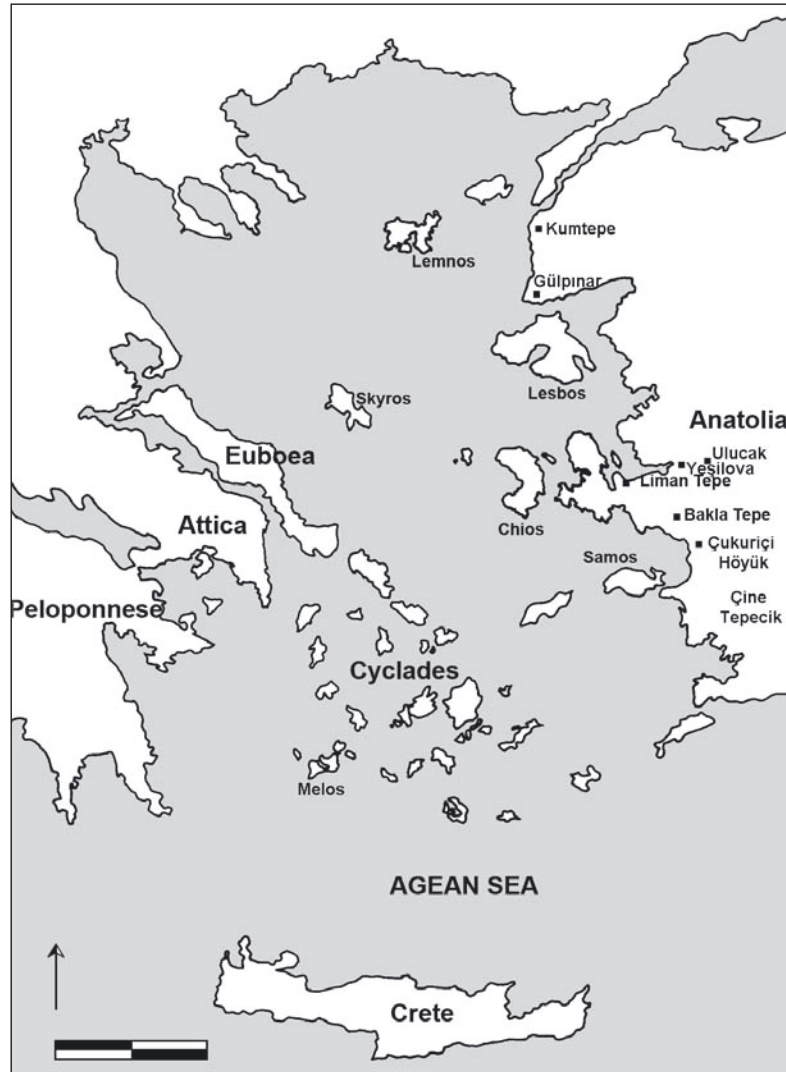 Kumtepe
Lemnos
Gülpınar
Lesbos
Skyros
Anatolia
Ulucak
Yeşilova
Euboea
Liman Tepe
Chios
Bakla Tepe
Attica
Çukuriçi
Höyük
Samos
Peloponnese
Çine
Tepecik
Cyclades
Melos
AGEAN SEA
Crete